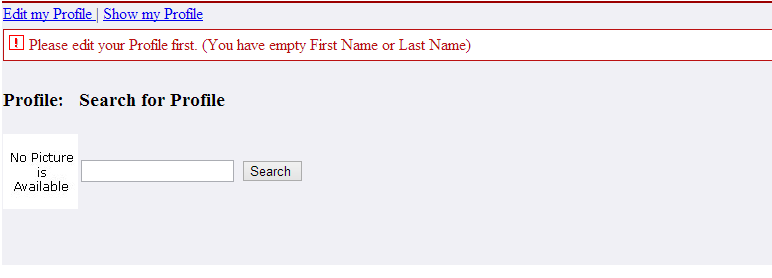 Edit my Profile | Show my Profile
Please edit your Profile first. (You have empty First Name or Last Name)
Profile: Search for Profile
No Picture
is
Available
Search